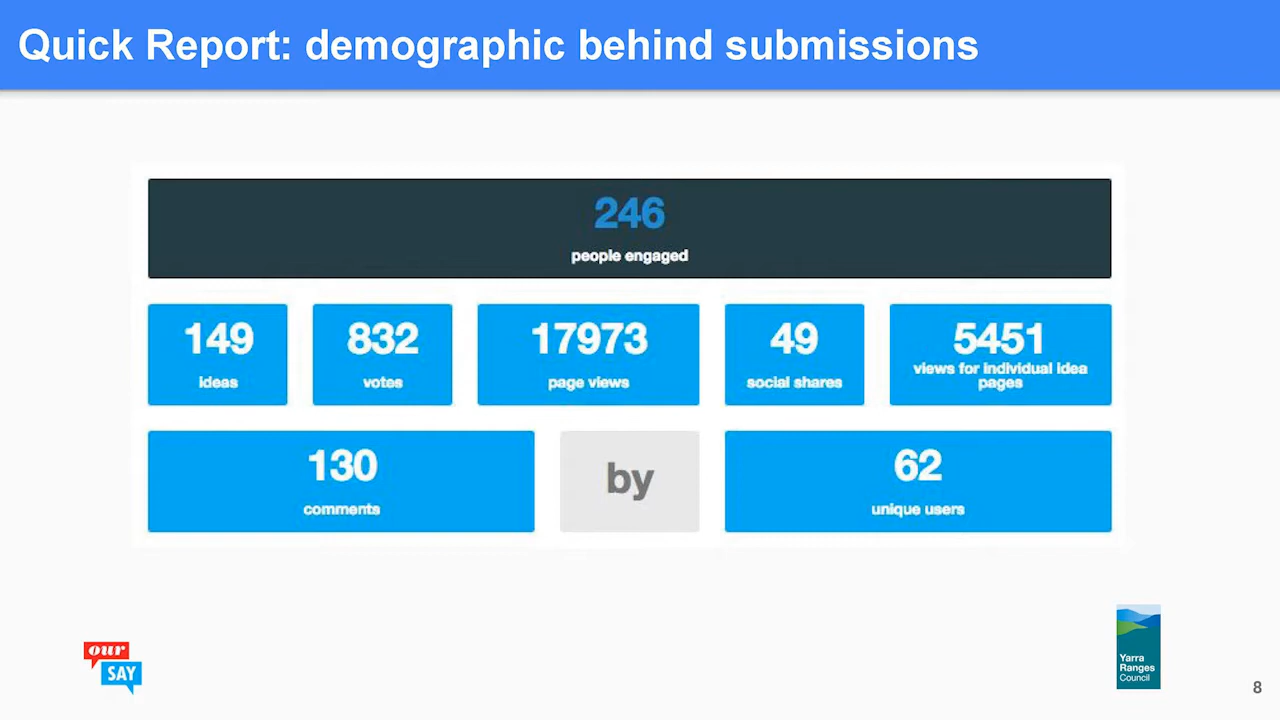 Quick Report: demographic behind submissions
246
people engaged
149
ideas
832
votes
17973
page views
49
social shares
5451
views for individual idea
pages
130
comments
by
62
unique users
our
SAY
Yarra
Ranges
Council
8